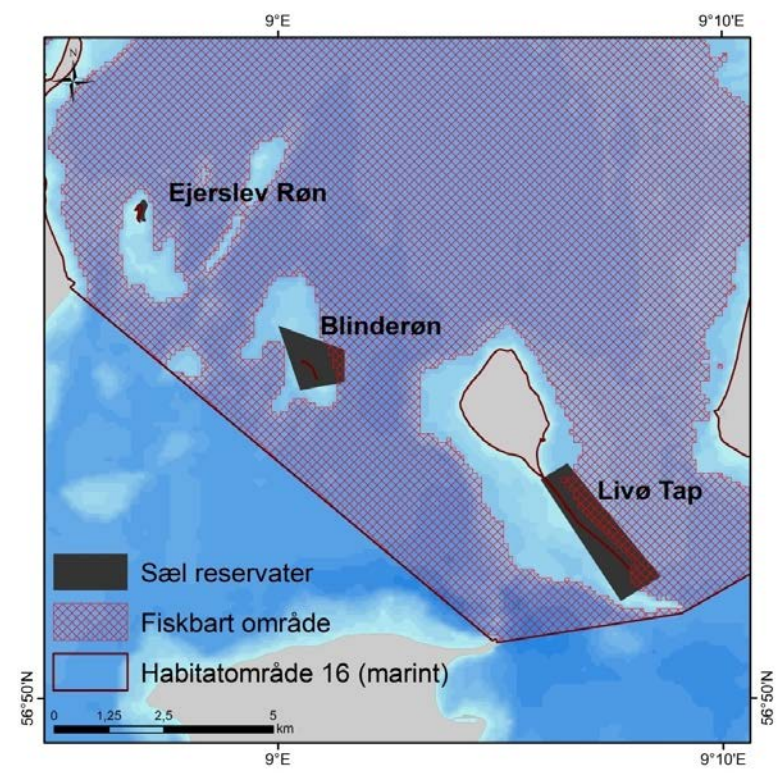 9°E 9°10'E
N
Ejerslev Røn
Blinderøn
Livø Tap
Sæl reservater
Fiskbart område
Habitatområde 16 (marint)
56°50'N 56°50'N
0 1,25 2,5 5
km
9°E 9°10'E